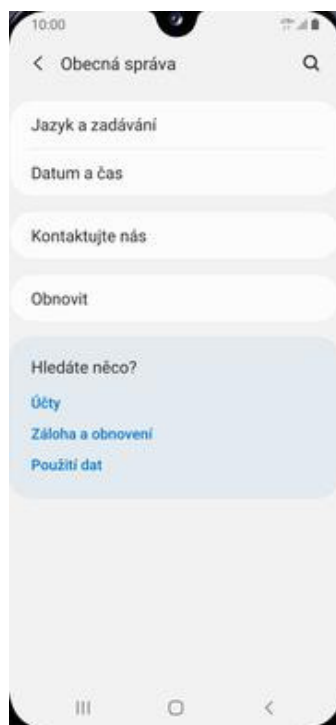 10:00
Obecná správa
Jazyk a zadávání
Datum a čas
Kontaktujte nás
Obnovit
Hledáte něco?
Účty
Záloha a obnovení
Použití dat